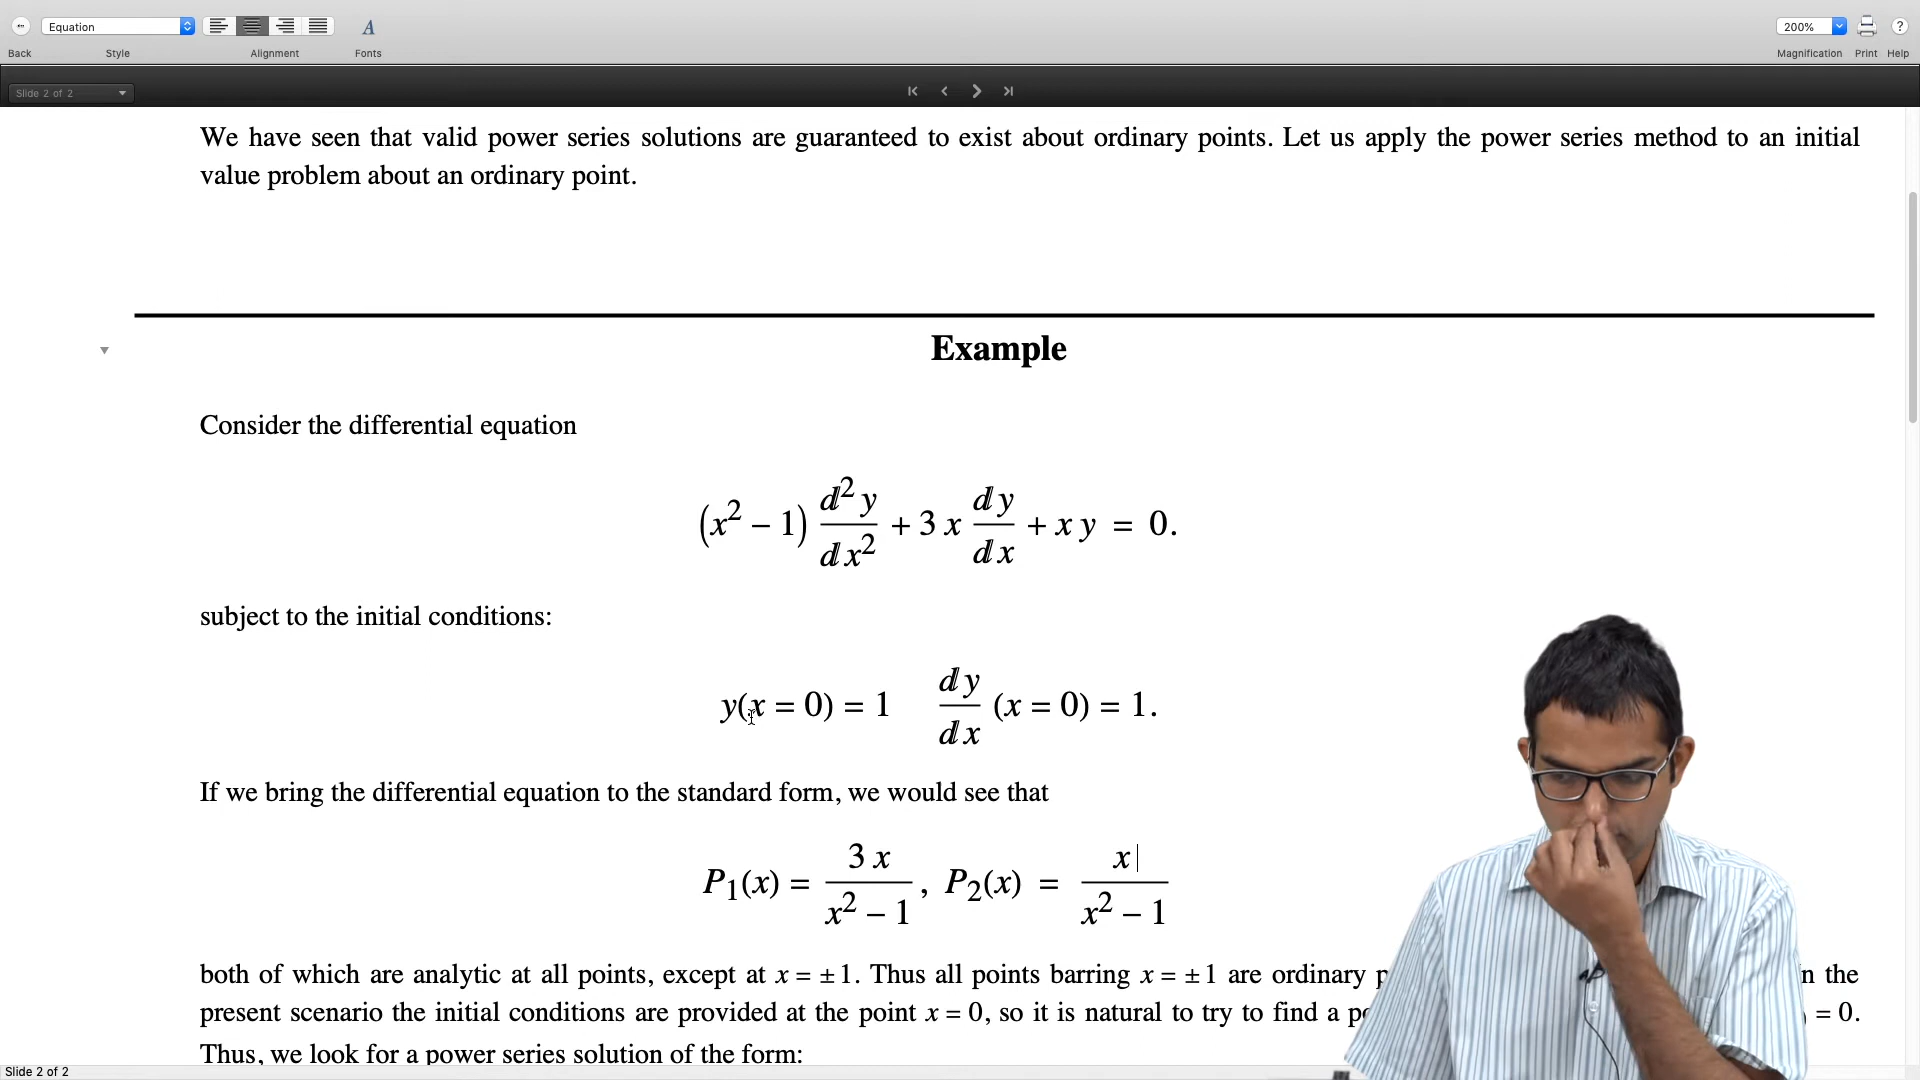 Equation
200%
Back Style Alignment Fonts Magnification Print Help
Slide 2 of 2
We have seen that valid power series solutions are guaranteed to exist about ordinary points. Let us apply the power series method to an initial
value problem about an ordinary point.
Example
Consider the differential equation
(x² − 1) d²y/dx² + 3 x dy/dx + x y = 0.
subject to the initial conditions:
y(x = 0) = 1 dy/dx (x = 0) = 1.
If we bring the differential equation to the standard form, we would see that
P₁(x) = 3 x/(x² − 1), P₂(x) = x/(x² − 1)
both of which are analytic at all points, except at x = ±1. Thus all points barring x = ±1 are ordinary the
present scenario the initial conditions are provided at the point x = 0, so it is natural to try to find a = 0.
Thus, we look for a power series solution of the form:
Slide 2 of 2